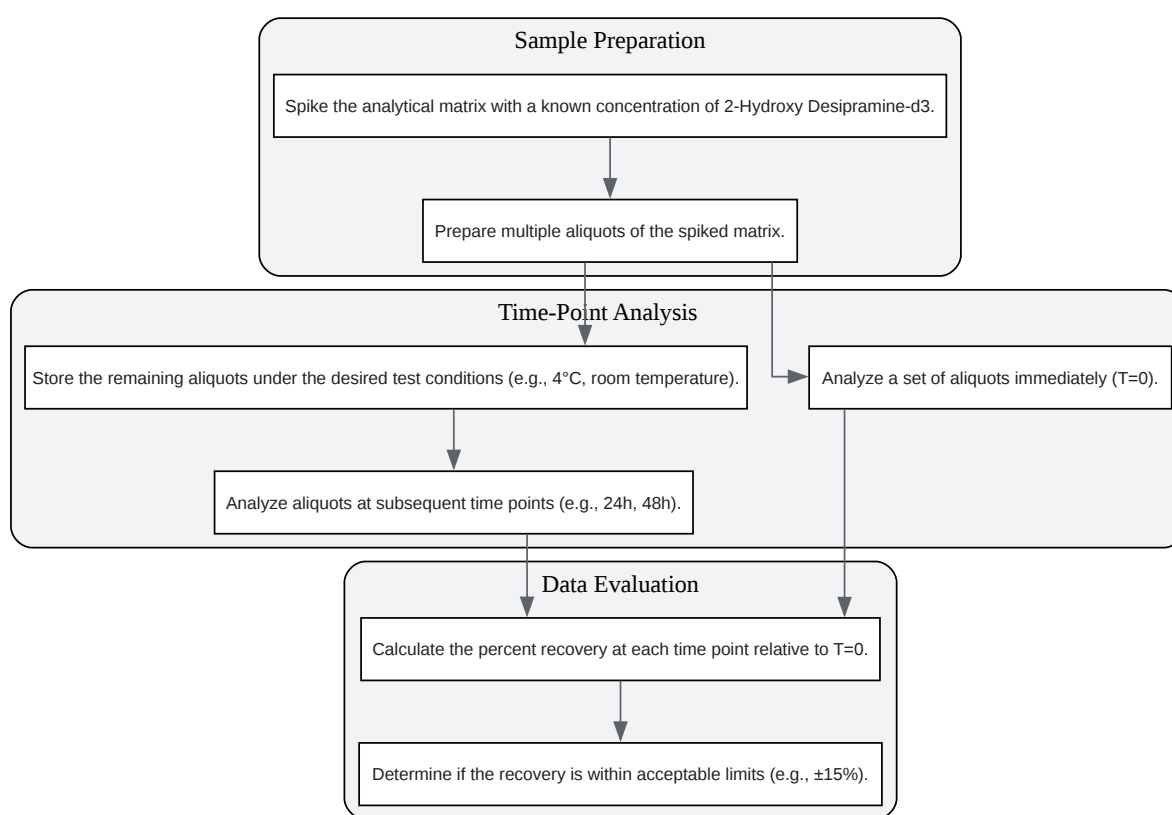 Sample Preparation
Spike the analytical matrix with a known concentration of 2-Hydroxy Desipramine-d3.
Prepare multiple aliquots of the spiked matrix.
Time-Point Analysis
Store the remaining aliquots under the desired test conditions (e.g., 4°C, room temperature).
Analyze a set of aliquots immediately (T=0).
Analyze aliquots at subsequent time points (e.g., 24h, 48h).
Data Evaluation
Calculate the percent recovery at each time point relative to T=0.
Determine if the recovery is within acceptable limits (e.g., ±15%).